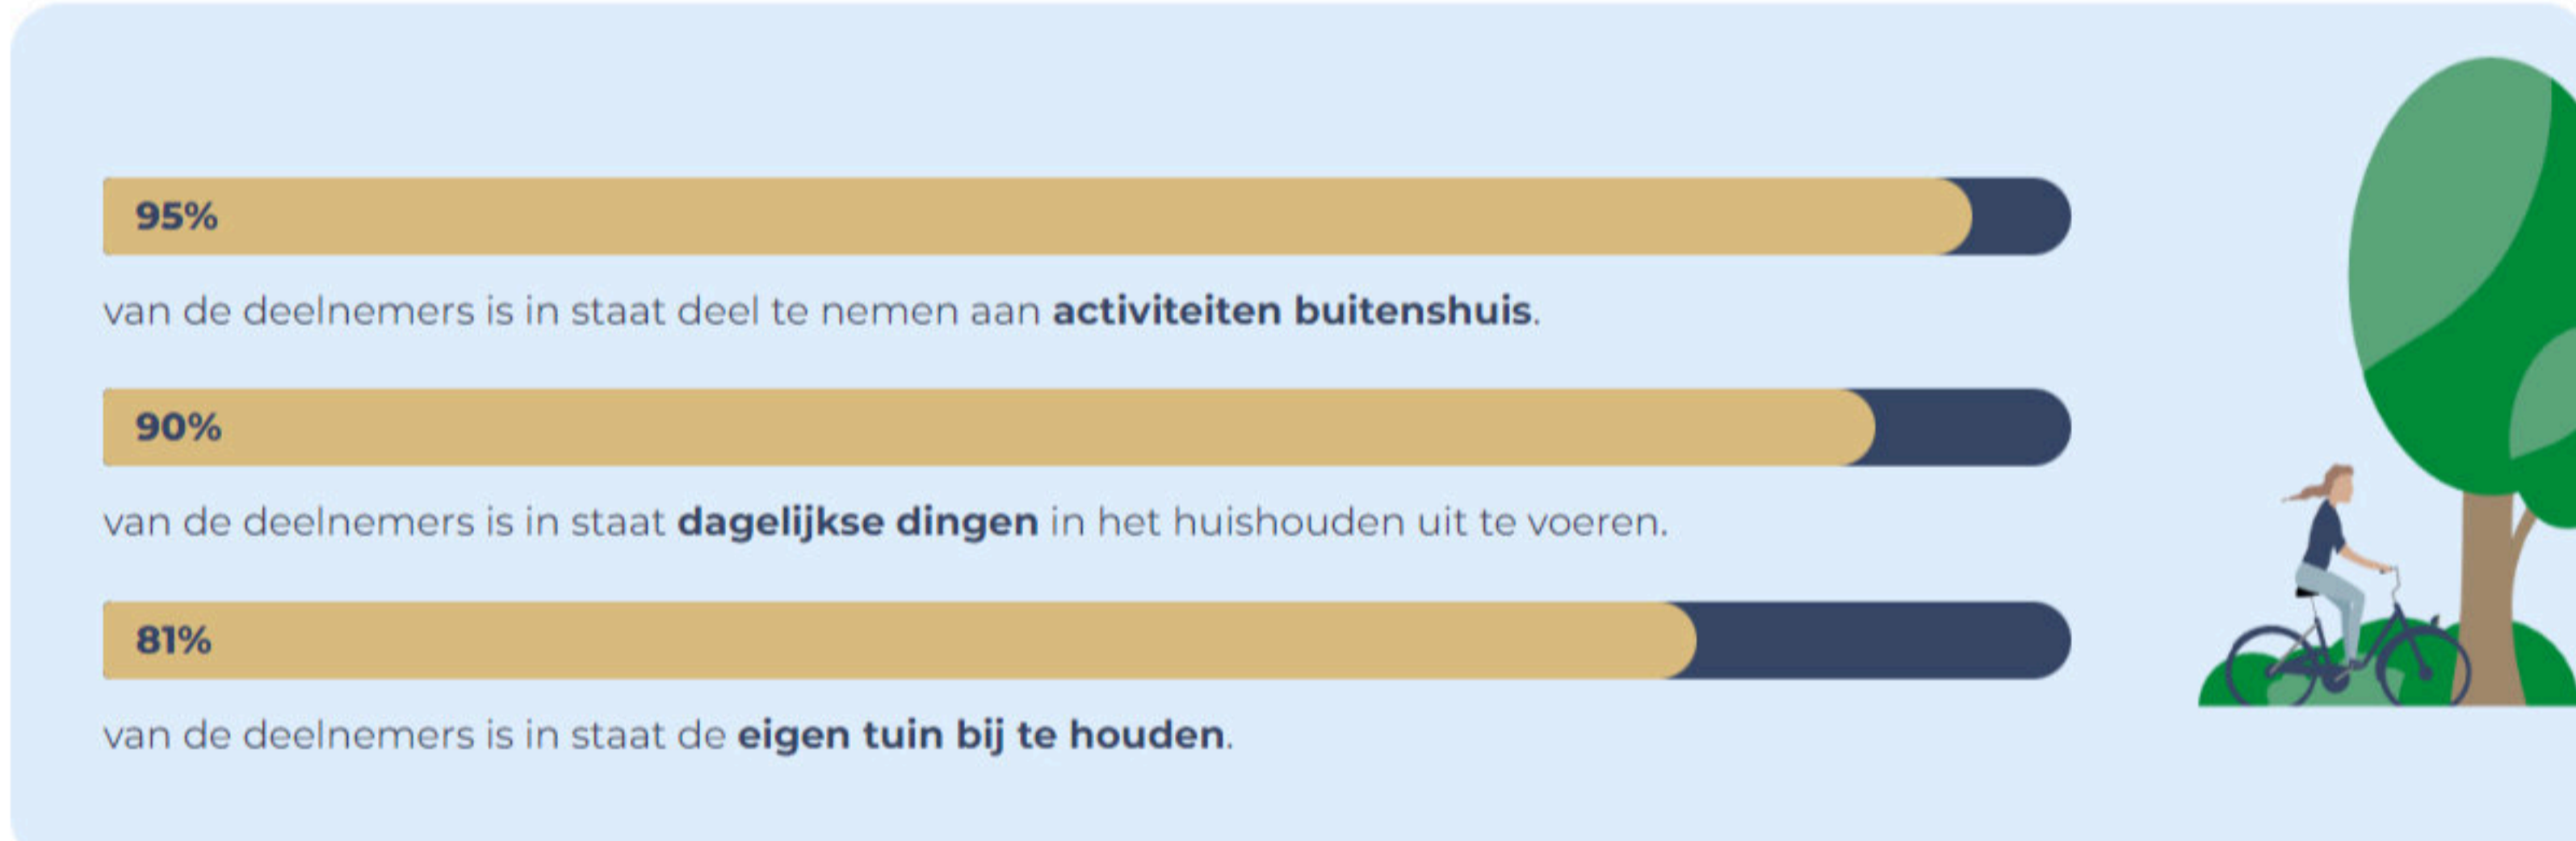 95%
van de deelnemers is in staat deel te nemen aan activiteiten buitenshuis.
90%
van de deelnemers is in staat dagelijkse dingen in het huishouden uit te voeren.
81%
van de deelnemers is in staat de eigen tuin bij te houden.